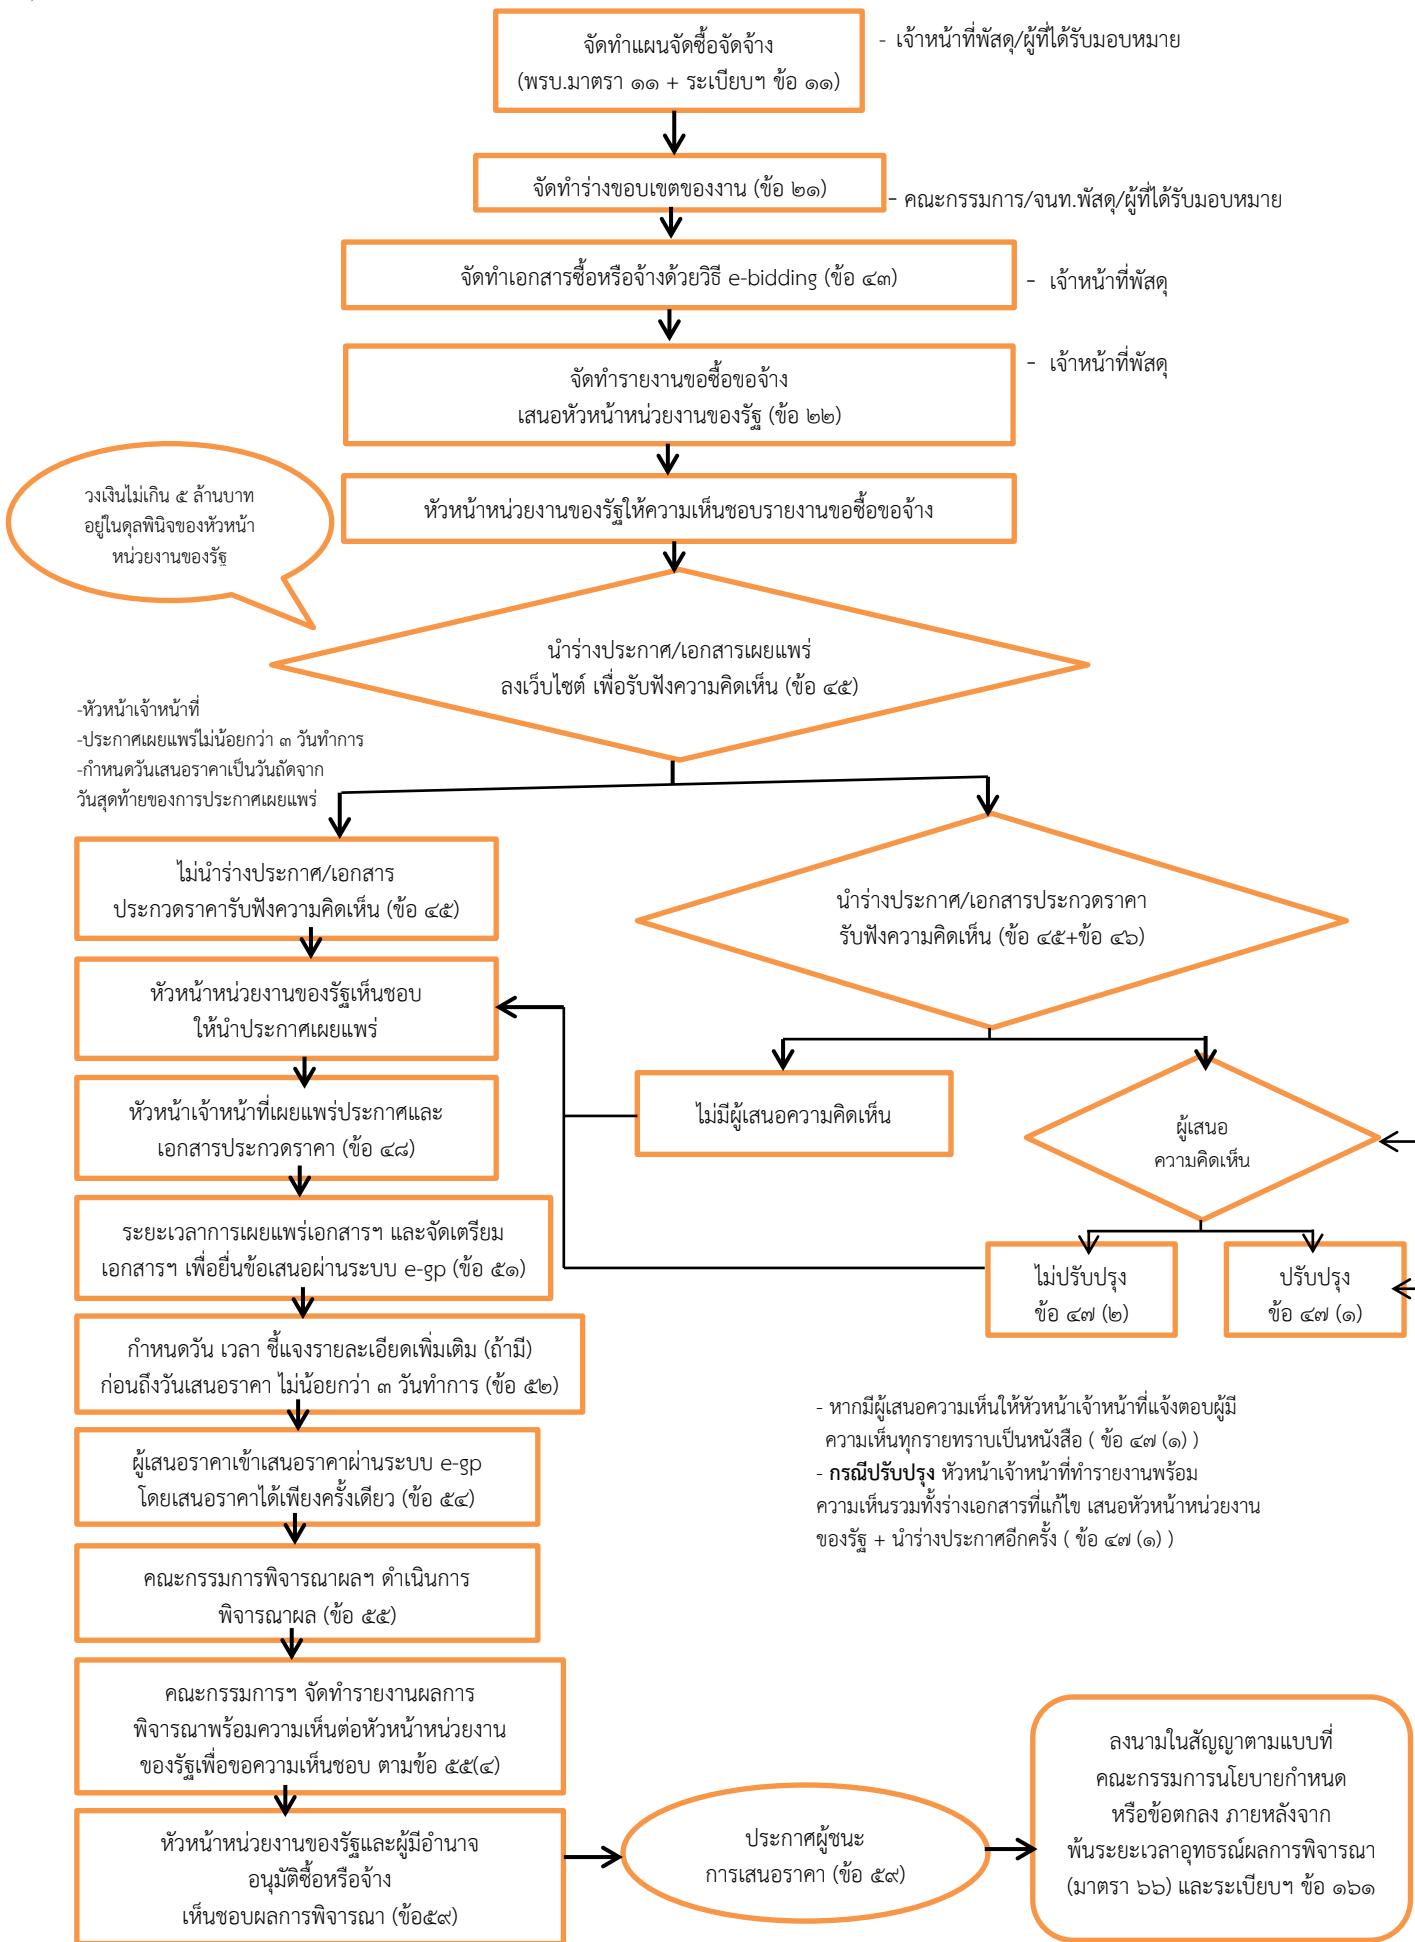 จัดทำแผนจัดซื้อจัดจ้าง
(พรบ.มาตรา ๑๑ + ระเบียบฯ ข้อ ๑๑)
- เจ้าหน้าที่พัสดุ/ผู้ที่ได้รับมอบหมาย
จัดทำร่างขอบเขตของงาน (ข้อ ๒๑)
- คณะกรรมการ/จนท.พัสดุ/ผู้ที่ได้รับมอบหมาย
จัดทำเอกสารซื้อหรือจ้างด้วยวิธี e-bidding (ข้อ ๔๓)
- เจ้าหน้าที่พัสดุ
จัดทำรายงานขอซื้อขอจ้าง
เสนอหัวหน้าหน่วยงานของรัฐ (ข้อ ๒๒)
- เจ้าหน้าที่พัสดุ
วงเงินไม่เกิน ๕ ล้านบาท
อยู่ในดุลพินิจของหัวหน้า
หน่วยงานของรัฐ
หัวหน้าหน่วยงานของรัฐให้ความเห็นชอบรายงานขอซื้อขอจ้าง
นำร่างประกาศ/เอกสารเผยแพร่
ลงเว็บไซต์ เพื่อรับฟังความคิดเห็น (ข้อ ๔๕)
-หัวหน้าเจ้าหน้าที่
-ประกาศเผยแพร่ไม่น้อยกว่า ๓ วันทำการ
-กำหนดวันเสนอราคาเป็นวันถัดจาก
วันสุดท้ายของการประกาศเผยแพร่
ไม่นำร่างประกาศ/เอกสาร
ประกวดราคารับฟังความคิดเห็น (ข้อ ๔๕)
นำร่างประกาศ/เอกสารประกวดราคา
รับฟังความคิดเห็น (ข้อ ๔๕+ข้อ ๔๖)
หัวหน้าหน่วยงานของรัฐเห็นชอบ
ให้นำประกาศเผยแพร่
หัวหน้าเจ้าหน้าที่เผยแพร่ประกาศและ
เอกสารประกวดราคา (ข้อ ๔๘)
ไม่มีผู้เสนอความคิดเห็น
ผู้เสนอ
ความคิดเห็น
ระยะเวลาการเผยแพร่เอกสารฯ และจัดเตรียม
เอกสารฯ เพื่อยื่นข้อเสนอผ่านระบบ e-gp (ข้อ ๕๑)
ไม่ปรับปรุง
ข้อ ๔๗ (๒)
ปรับปรุง
ข้อ ๔๗ (๑)
กำหนดวัน เวลา ชี้แจงรายละเอียดเพิ่มเติม (ถ้ามี)
ก่อนถึงวันเสนอราคา ไม่น้อยกว่า ๓ วันทำการ (ข้อ ๕๒)
- หากมีผู้เสนอความเห็นให้หัวหน้าเจ้าหน้าที่แจ้งตอบผู้มี
ความเห็นทุกรายทราบเป็นหนังสือ ( ข้อ ๔๗ (๑) )
- กรณีปรับปรุง หัวหน้าเจ้าหน้าที่ทำรายงานพร้อม
ความเห็นรวมทั้งร่างเอกสารที่แก้ไข เสนอหัวหน้าหน่วยงาน
ของรัฐ + นำร่างประกาศอีกครั้ง ( ข้อ ๔๗ (๑) )
ผู้เสนอราคาเข้าเสนอราคาผ่านระบบ e-gp
โดยเสนอราคาได้เพียงครั้งเดียว (ข้อ ๕๔)
คณะกรรมการพิจารณาผลฯ ดำเนินการ
พิจารณาผล (ข้อ ๕๕)
คณะกรรมการฯ จัดทำรายงานผลการ
พิจารณาพร้อมความเห็นต่อหัวหน้าหน่วยงาน
ของรัฐเพื่อขอความเห็นชอบ ตามข้อ ๕๕(๔)
หัวหน้าหน่วยงานของรัฐและผู้มีอำนาจ
อนุมัติซื้อหรือจ้าง
เห็นชอบผลการพิจารณา (ข้อ๕๙)
ประกาศผู้ชนะ
การเสนอราคา (ข้อ ๕๙)
ลงนามในสัญญาตามแบบที่
คณะกรรมการนโยบายกำหนด
หรือข้อตกลง ภายหลังจาก
พ้นระยะเวลาอุทธรณ์ผลการพิจารณา
(มาตรา ๖๖) และระเบียบฯ ข้อ ๑๖๑